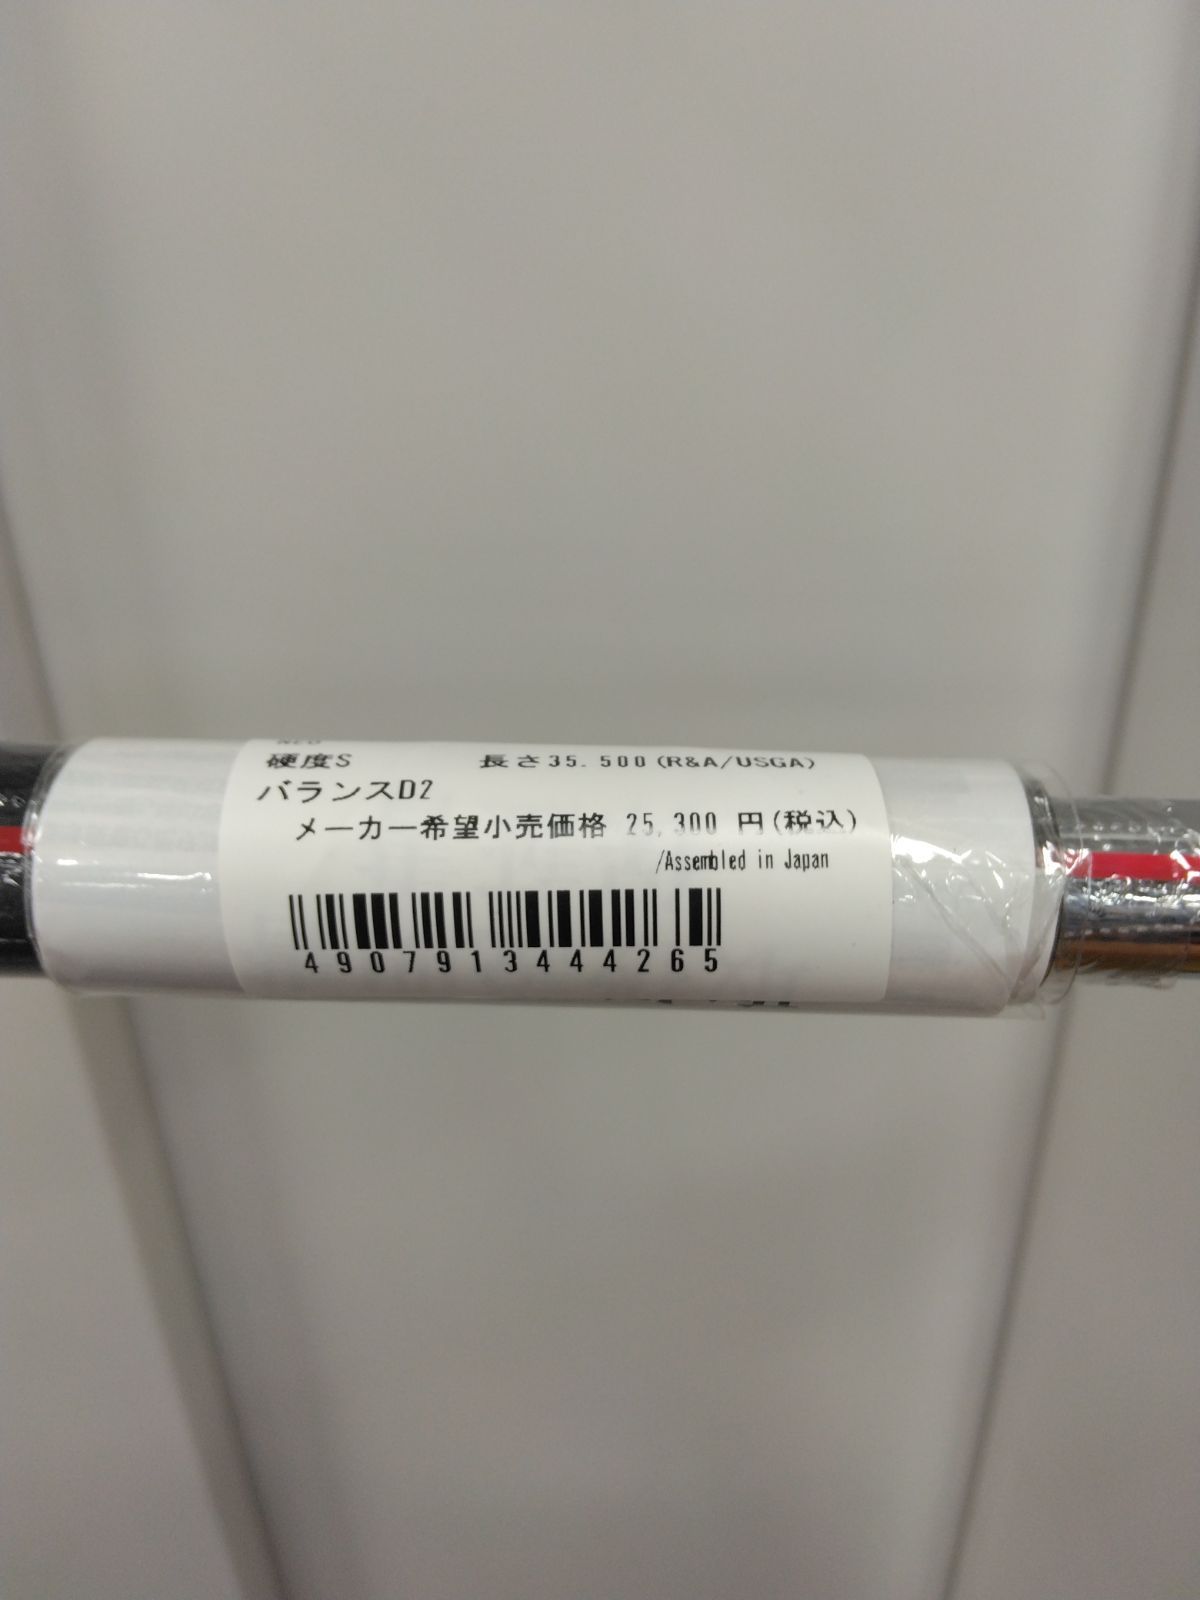 NEO
硬度S 長さ35.500(R&A/USGA)
バランスD2
メーカー希望小売価格 25,300 円(税込)
/Assembled in Japan
4907913444265